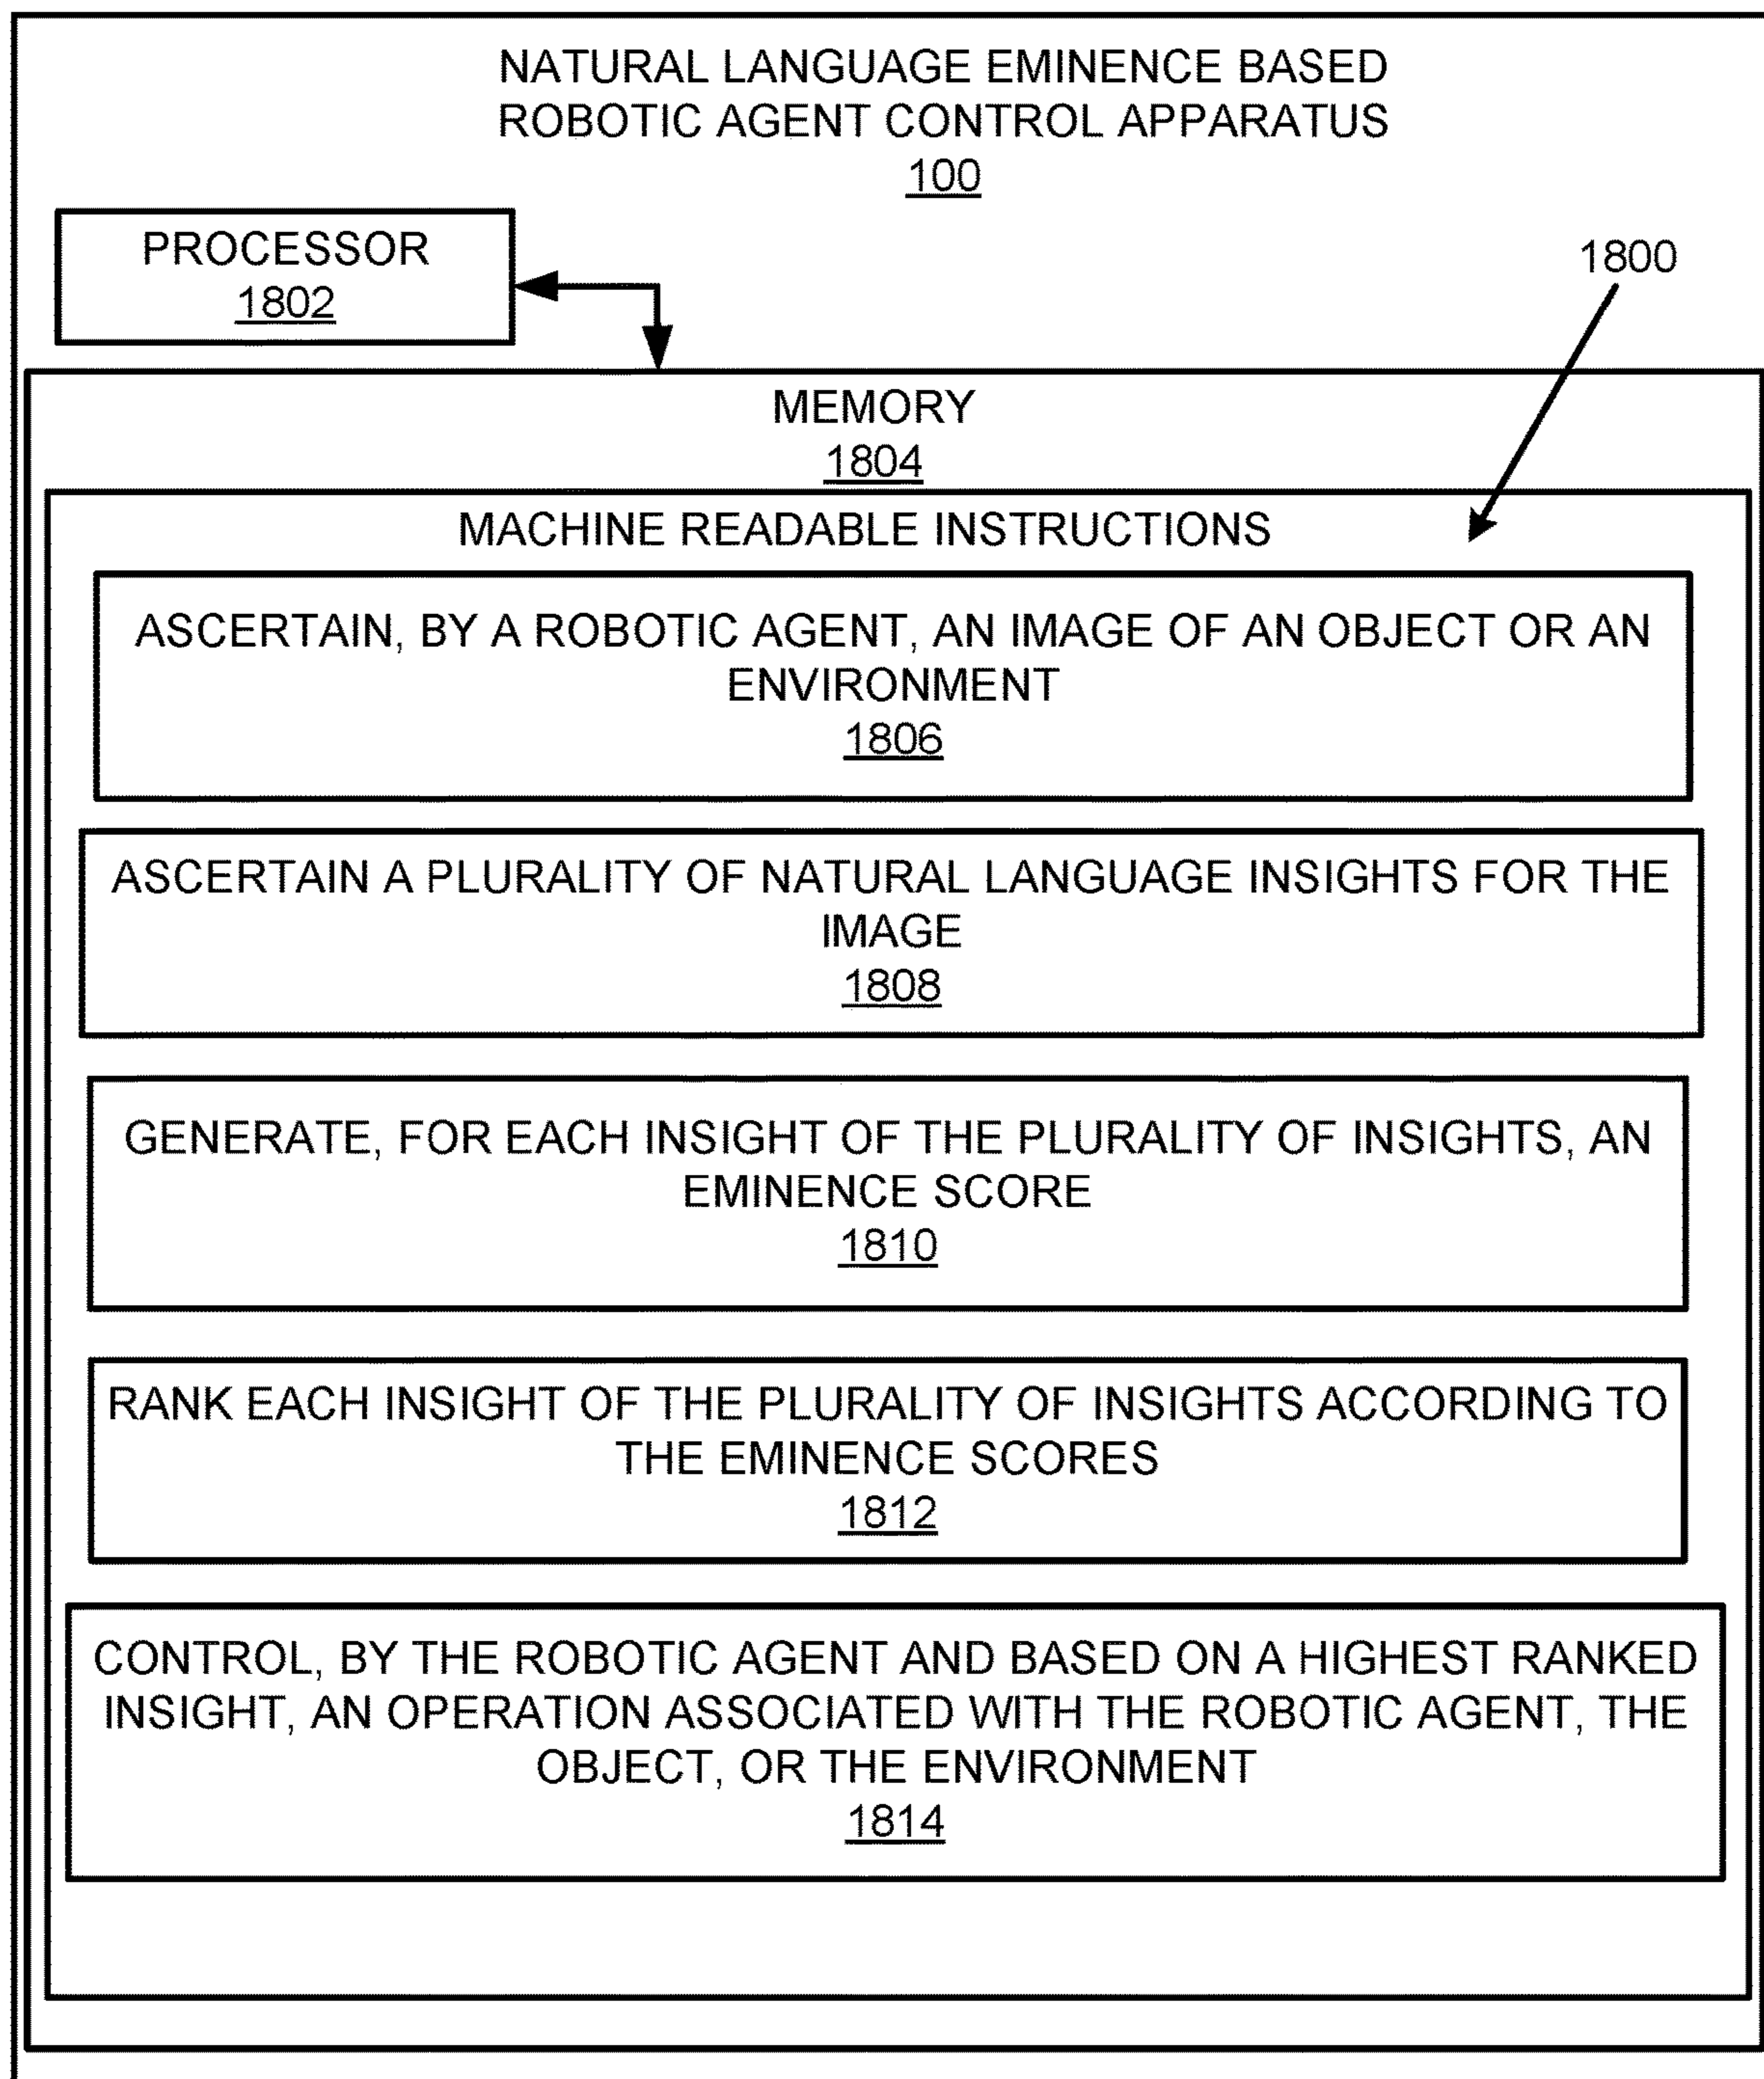 NATURAL LANGUAGE EMINENCE BASED
ROBOTIC AGENT CONTROL APPARATUS
100
PROCESSOR
1802
1800
MEMORY
1804
MACHINE READABLE INSTRUCTIONS
ASCERTAIN, BY A ROBOTIC AGENT, AN IMAGE OF AN OBJECT OR AN
ENVIRONMENT
1806
ASCERTAIN A PLURALITY OF NATURAL LANGUAGE INSIGHTS FOR THE
IMAGE
1808
GENERATE, FOR EACH INSIGHT OF THE PLURALITY OF INSIGHTS, AN
EMINENCE SCORE
1810
RANK EACH INSIGHT OF THE PLURALITY OF INSIGHTS ACCORDING TO
THE EMINENCE SCORES
1812
CONTROL, BY THE ROBOTIC AGENT AND BASED ON A HIGHEST RANKED
INSIGHT, AN OPERATION ASSOCIATED WITH THE ROBOTIC AGENT, THE
OBJECT, OR THE ENVIRONMENT
1814